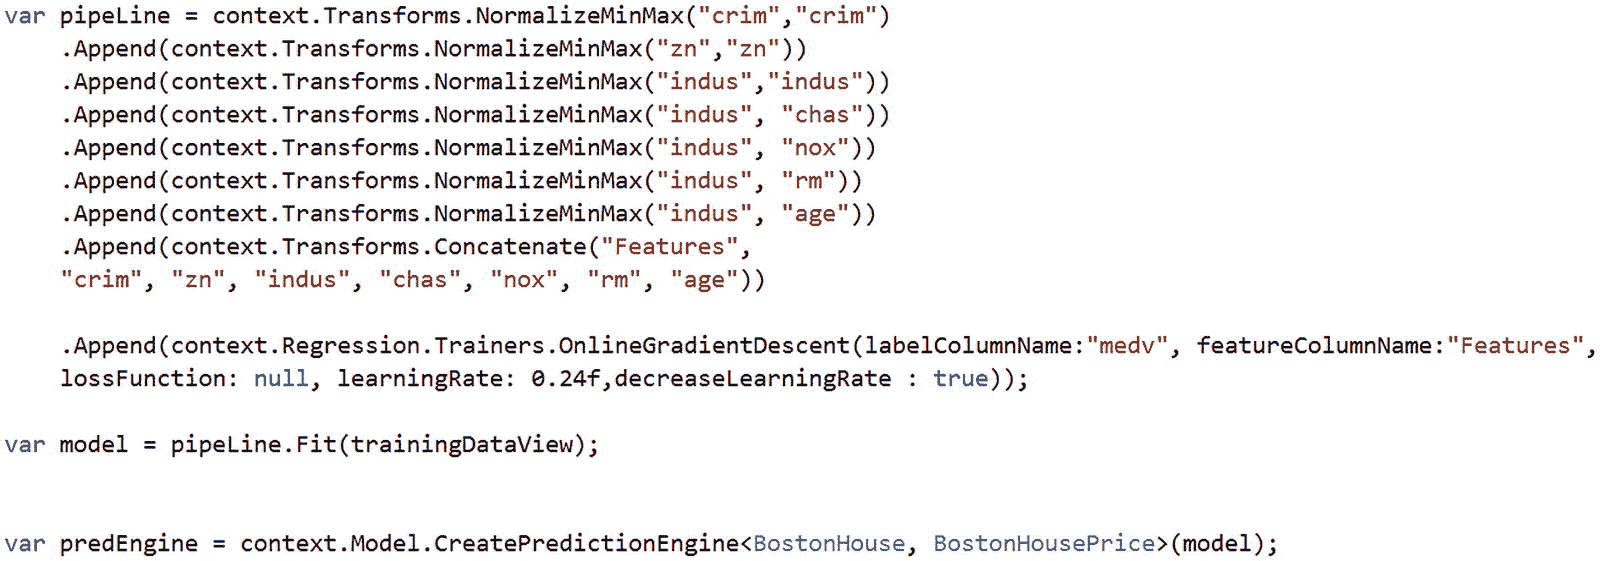 var pipeLine = context.Transforms.NormalizeMinMax("crim","crim")
.Append(context.Transforms.NormalizeMinMax("zn","zn"))
.Append(context.Transforms.NormalizeMinMax("indus","indus"))
.Append(context.Transforms.NormalizeMinMax("indus", "chas"))
.Append(context.Transforms.NormalizeMinMax("indus", "nox"))
.Append(context.Transforms.NormalizeMinMax("indus", "rm"))
.Append(context.Transforms.NormalizeMinMax("indus", "age"))
.Append(context.Transforms.Concatenate("Features",
"crim", "zn", "indus", "chas", "nox", "rm", "age"))
.Append(context.Regression.Trainers.OnlineGradientDescent(labelColumnName:"medv", featureColumnName:"Features",
lossFunction: null, learningRate: 0.24f,decreaseLearningRate : true));
var model = pipeLine.Fit(trainingDataView);
var predEngine = context.Model.CreatePredictionEngine<BostonHouse, BostonHousePrice>(model);